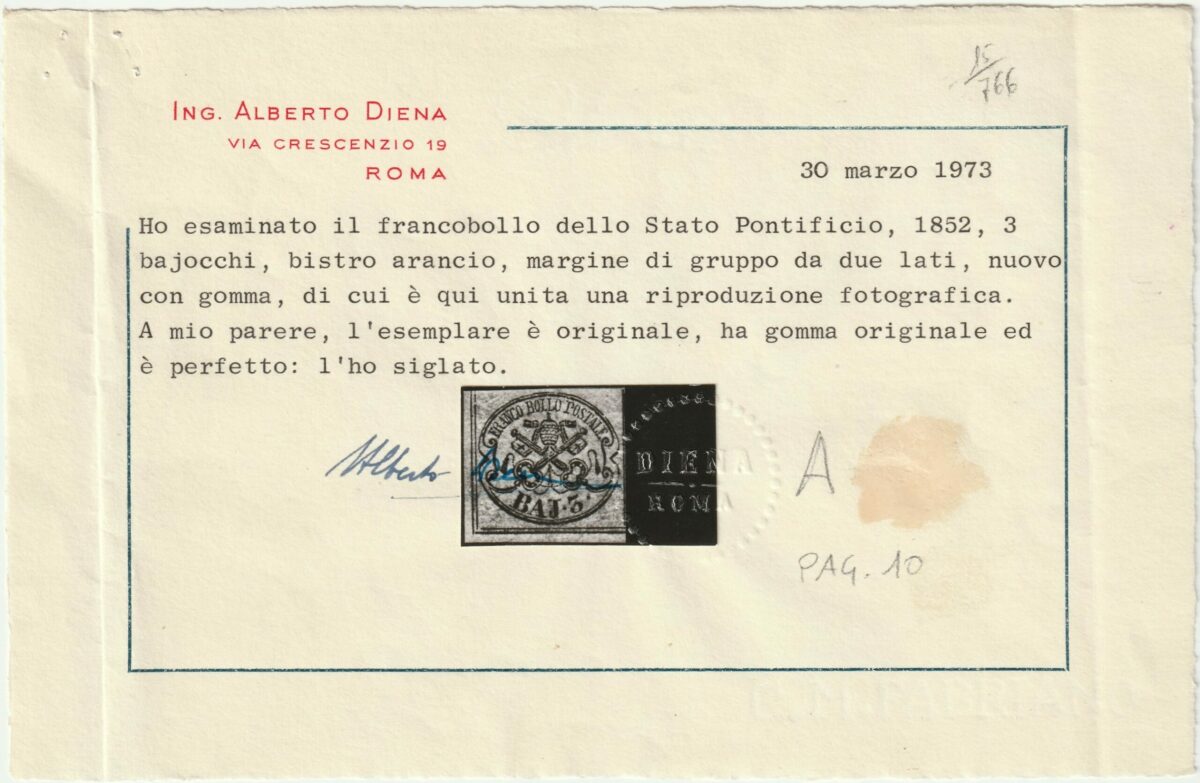 15/766
ING. ALBERTO DIENA
VIA CRESCENZIO 19
ROMA
30 marzo 1973
Ho esaminato il francobollo dello Stato Pontificio, 1852, 3
bajocchi, bistro arancio, margine di gruppo da due lati, nuovo
con gomma, di cui è qui unita una riproduzione fotografica.
A mio parere, l'esemplare è originale, ha gomma originale ed
è perfetto: l'ho siglato.
FRANCO BOLLO POSTALE
BAJ. 3.
Alberto Diena
DIENA
ROMA
A
PAG. 10